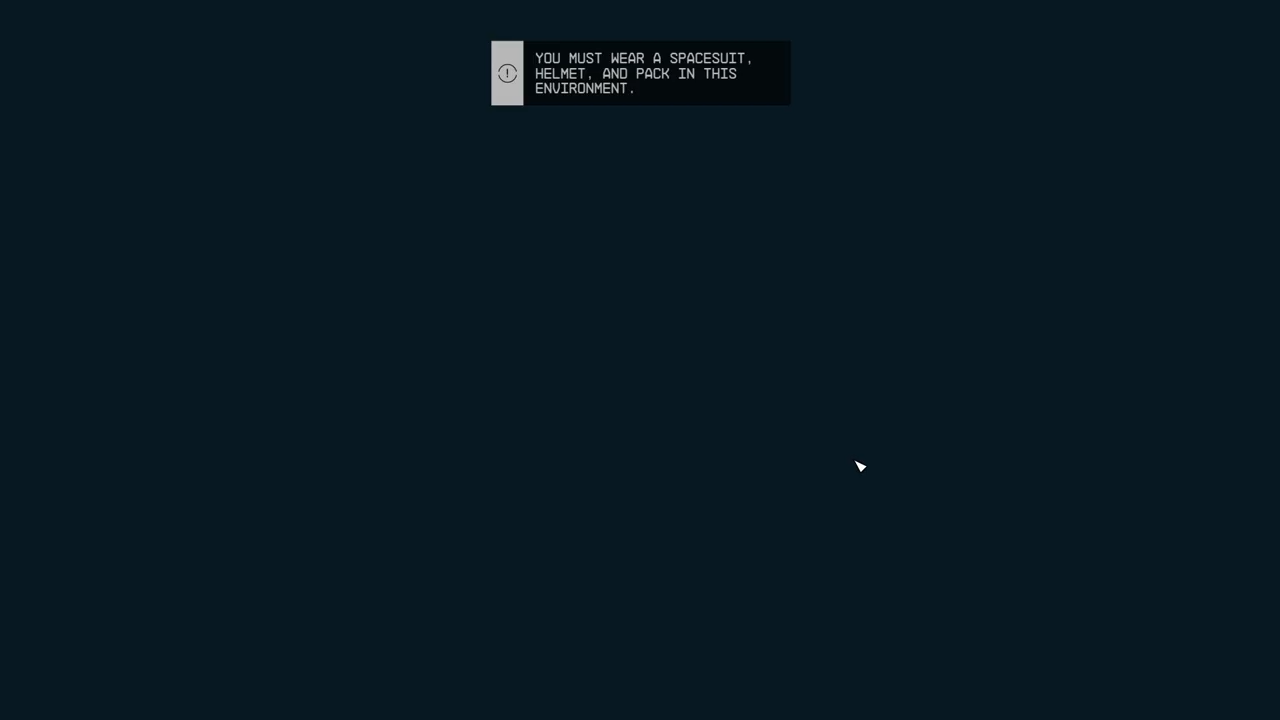 YOU MUST WEAR A SPACESUIT,
HELMET, AND PACK IN THIS
ENVIRONMENT.